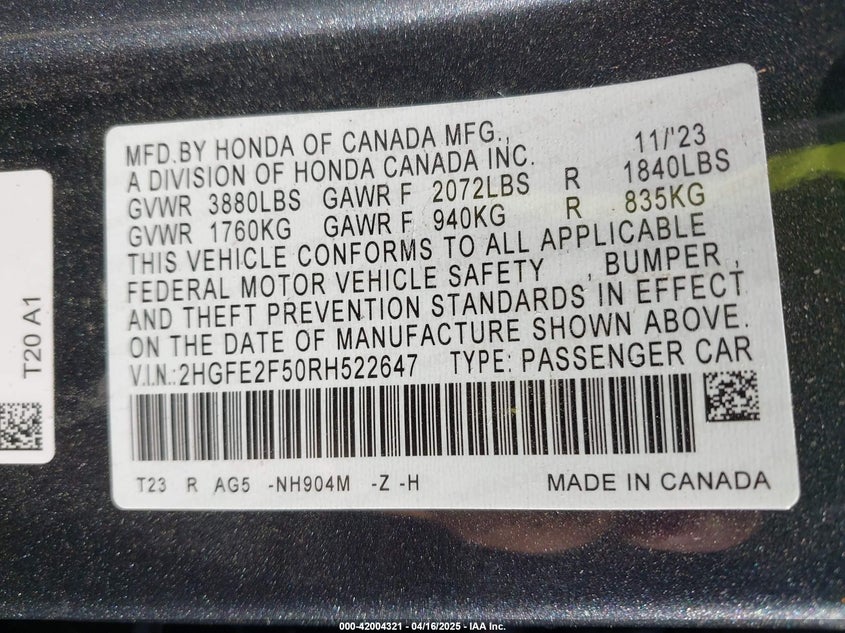 MFD.BY HONDA OF CANADA MFG., 11/'23
A DIVISION OF HONDA CANADA INC.
GVWR 3880LBS GAWR F 2072LBS R 1840LBS
GVWR 1760KG GAWR F 940KG R 835KG
THIS VEHICLE CONFORMS TO ALL APPLICABLE
FEDERAL MOTOR VEHICLE SAFETY , BUMPER ,
AND THEFT PREVENTION STANDARDS IN EFFECT
ON THE DATE OF MANUFACTURE SHOWN ABOVE.
V.I.N.:2HGFE2F50RH522647 TYPE: PASSENGER CAR
T23 R AG5 -NH904M -Z -H MADE IN CANADA
T20 A1
000-42004321 - 04/16/2025 - IAA Inc.